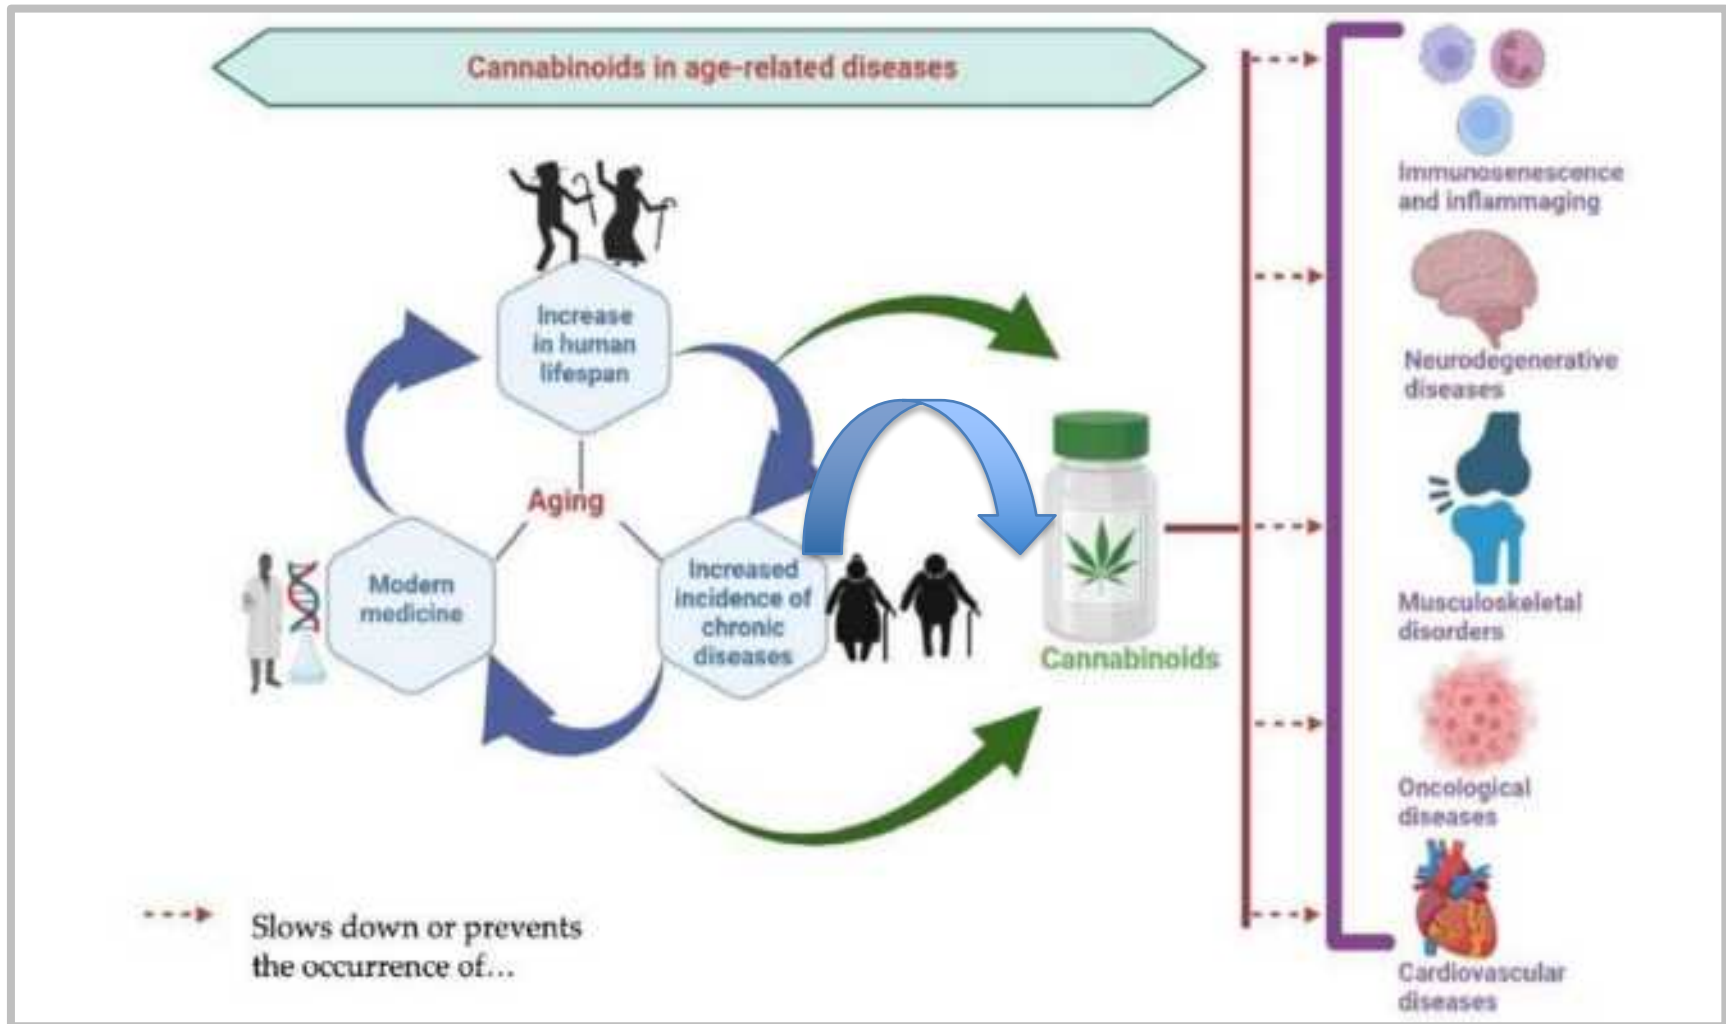 Cannabinoids in age-related diseases
Increase
in human
lifespan
Aging
Modern
medicine
Increased
incidence of
chronic
diseases
Cannabinoids
Immunosenescence
and inflammaging
Neurodegenerative
diseases
Musculoskeletal
disorders
Oncological
diseases
Cardiovascular
diseases
Slows down or prevents
the occurrence of...